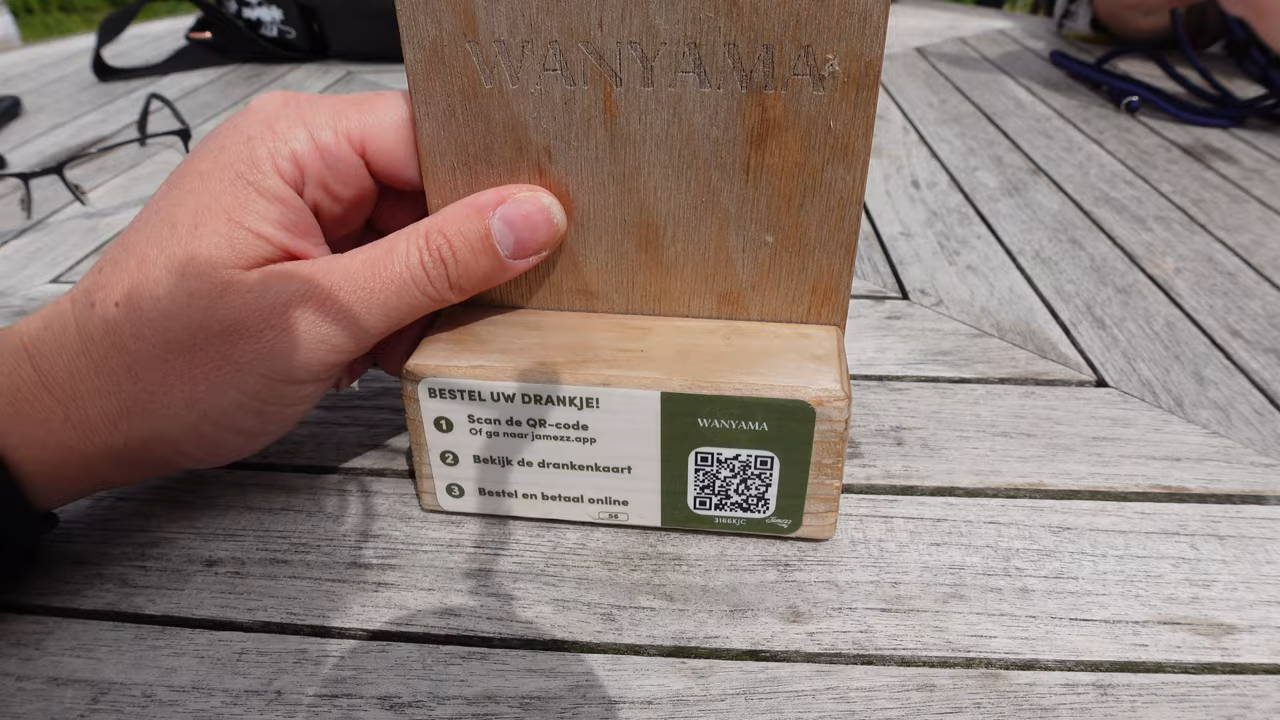 WANYAMA
BESTEL UW DRANKJE!
1 Scan de QR-code
Of ga naar jamezz.app
2 Bekijk de drankenkaart
3 Bestel en betaal online
56
WANYAMA
3166KJC
Jamezz